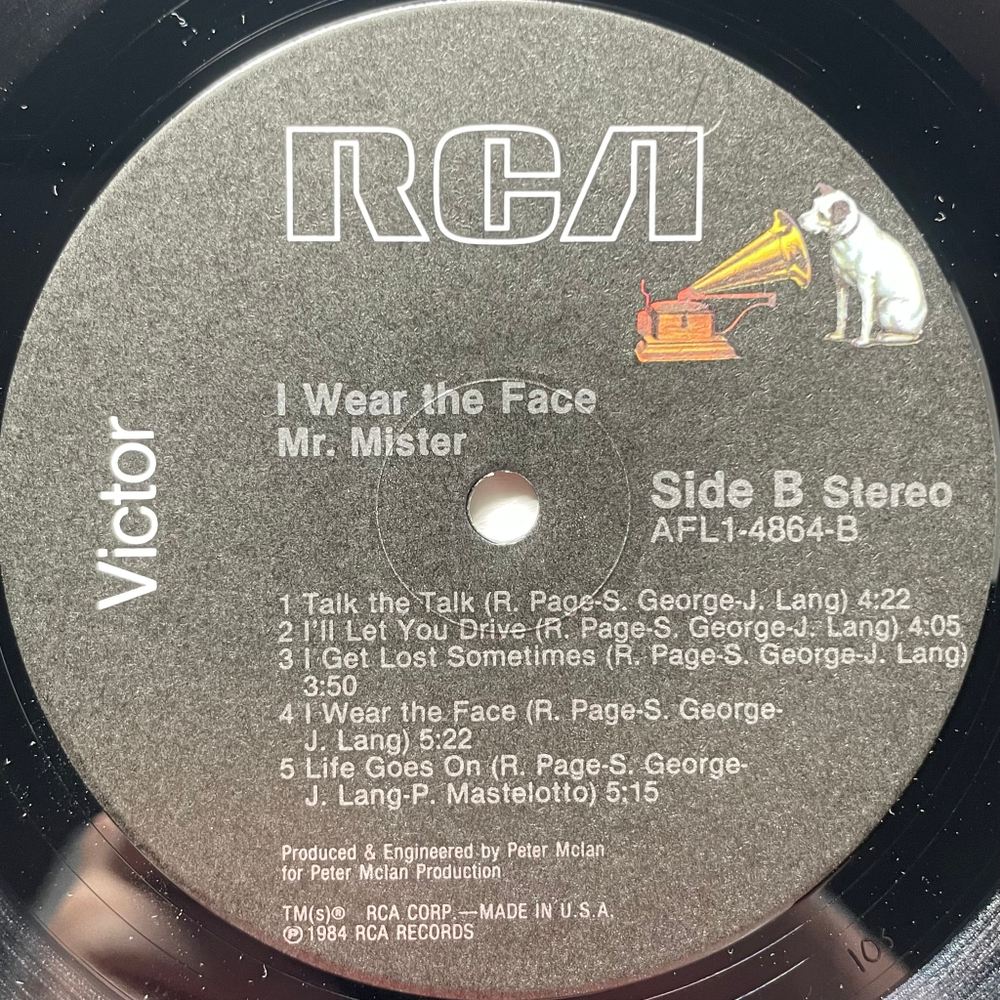 RCA
Victor
I Wear the Face
Mr. Mister
Side B Stereo
AFL1-4864-B
1 Talk the Talk (R. Page-S. George-J. Lang) 4:22
2 I'll Let You Drive (R. Page-S. George-J. Lang) 4:05
3 I Get Lost Sometimes (R. Page-S. George-J. Lang)
3:50
4 I Wear the Face (R. Page-S. George-
J. Lang) 5:22
5 Life Goes On (R. Page-S. George-
J. Lang-P. Mastelotto) 5:15
Produced & Engineered by Peter McIan
for Peter McIan Production
TM(s)® RCA CORP.—MADE IN U.S.A.
℗ 1984 RCA RECORDS